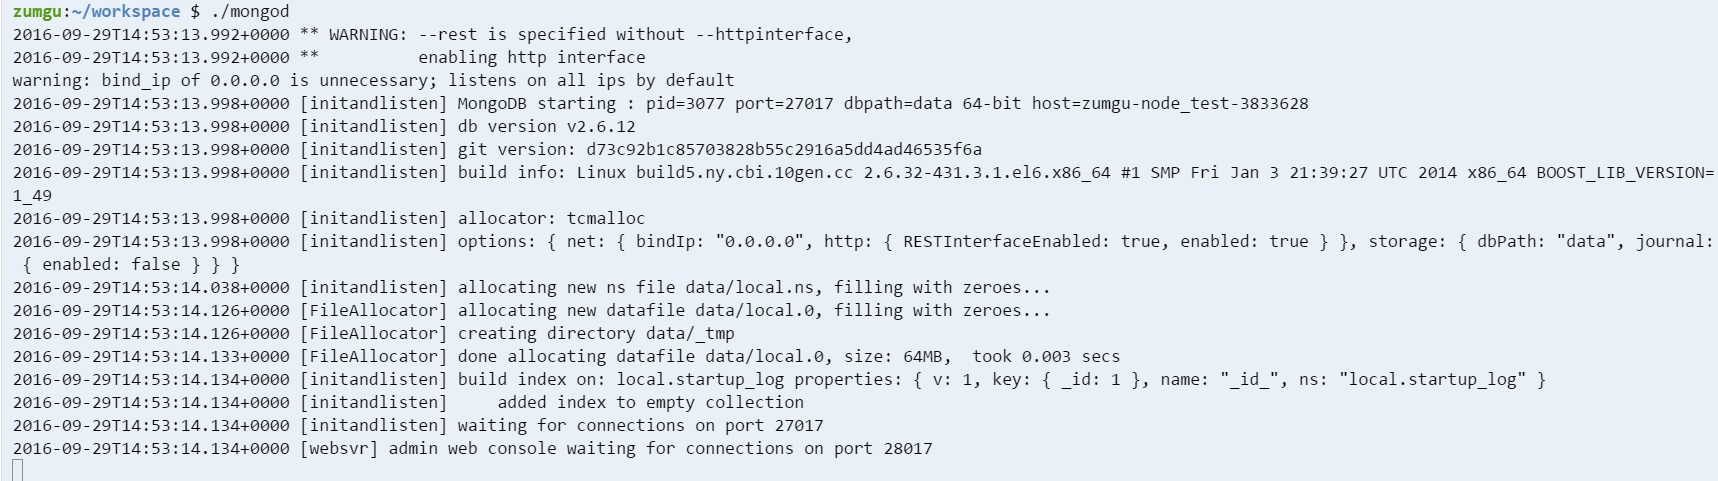 zumgu:~/workspace $ ./mongod
2016-09-29T14:53:13.992+0000 ** WARNING: --rest is specified without --httpinterface,
2016-09-29T14:53:13.992+0000 **          enabling http interface
warning: bind_ip of 0.0.0.0 is unnecessary; listens on all ips by default
2016-09-29T14:53:13.998+0000 [initandlisten] MongoDB starting : pid=3077 port=27017 dbpath=data 64-bit host=zumgu-node_test-3833628
2016-09-29T14:53:13.998+0000 [initandlisten] db version v2.6.12
2016-09-29T14:53:13.998+0000 [initandlisten] git version: d73c92b1c85703828b55c2916a5dd4ad46535f6a
2016-09-29T14:53:13.998+0000 [initandlisten] build info: Linux build5.ny.cbi.10gen.cc 2.6.32-431.3.1.el6.x86_64 #1 SMP Fri Jan 3 21:39:27 UTC 2014 x86_64 BOOST_LIB_VERSION=
1_49
2016-09-29T14:53:13.998+0000 [initandlisten] allocator: tcmalloc
2016-09-29T14:53:13.998+0000 [initandlisten] options: { net: { bindIp: "0.0.0.0", http: { RESTInterfaceEnabled: true, enabled: true } }, storage: { dbPath: "data", journal:
 { enabled: false } } }
2016-09-29T14:53:14.038+0000 [initandlisten] allocating new ns file data/local.ns, filling with zeroes...
2016-09-29T14:53:14.126+0000 [FileAllocator] allocating new datafile data/local.0, filling with zeroes...
2016-09-29T14:53:14.126+0000 [FileAllocator] creating directory data/_tmp
2016-09-29T14:53:14.133+0000 [FileAllocator] done allocating datafile data/local.0, size: 64MB,  took 0.003 secs
2016-09-29T14:53:14.134+0000 [initandlisten] build index on: local.startup_log properties: { v: 1, key: { _id: 1 }, name: "_id_", ns: "local.startup_log" }
2016-09-29T14:53:14.134+0000 [initandlisten]     added index to empty collection
2016-09-29T14:53:14.134+0000 [initandlisten] waiting for connections on port 27017
2016-09-29T14:53:14.134+0000 [websvr] admin web console waiting for connections on port 28017